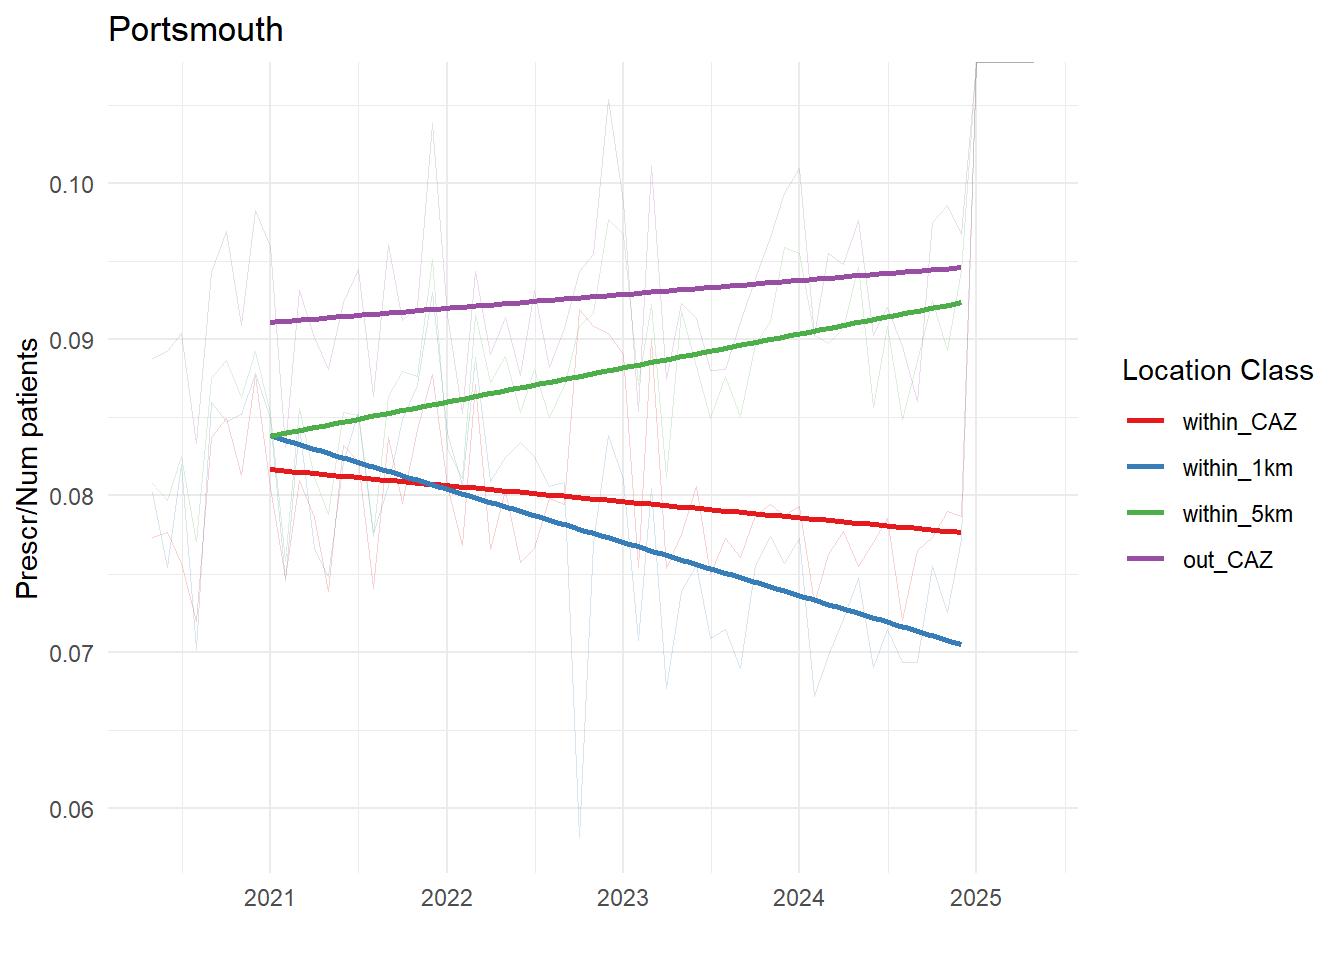 Portsmouth
Prescr/Num patients
0.10
0.09
0.08
0.07
0.06
2021
2022
2023
2024
2025
Location Class
within_CAZ
within_1km
within_5km
out_CAZ